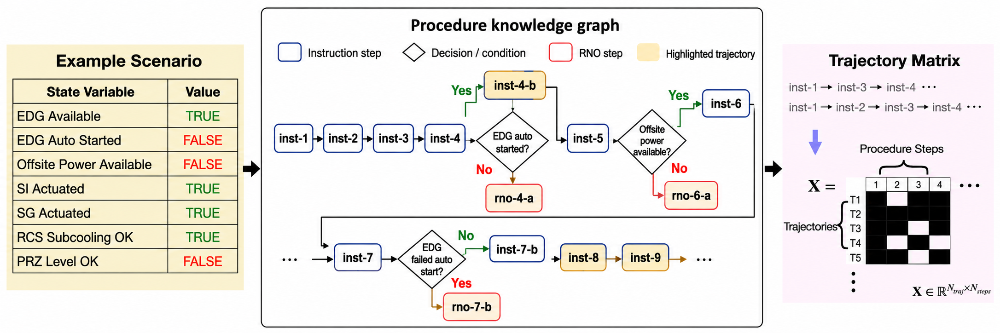 Example Scenario
State Variable Value
EDG Available TRUE
EDG Auto Started FALSE
Offsite Power Available FALSE
SI Actuated TRUE
SG Actuated TRUE
RCS Subcooling OK TRUE
PRZ Level OK FALSE
Procedure knowledge graph
Instruction step
Decision / condition
RNO step
Highlighted trajectory
Yes
inst-4-b
Yes
inst-6
inst-1
inst-2
inst-3
inst-4
EDG auto
started?
inst-5
Offsite
power
available?
No
rno-4-a
No
rno-6-a
...
inst-7
EDG
failed auto
start?
No
inst-7-b
inst-8
inst-9
...
Yes
rno-7-b
Trajectory Matrix
inst-1 → inst-3 → inst-4 ...
inst-1 → inst-2 → inst-3 → inst-4 ...
Procedure Steps
X =
1 2 3 4 ...
T1
T2
Trajectories
T3
T4
T5
X ∈ ℝ^{N_{traj}×N_{steps}}